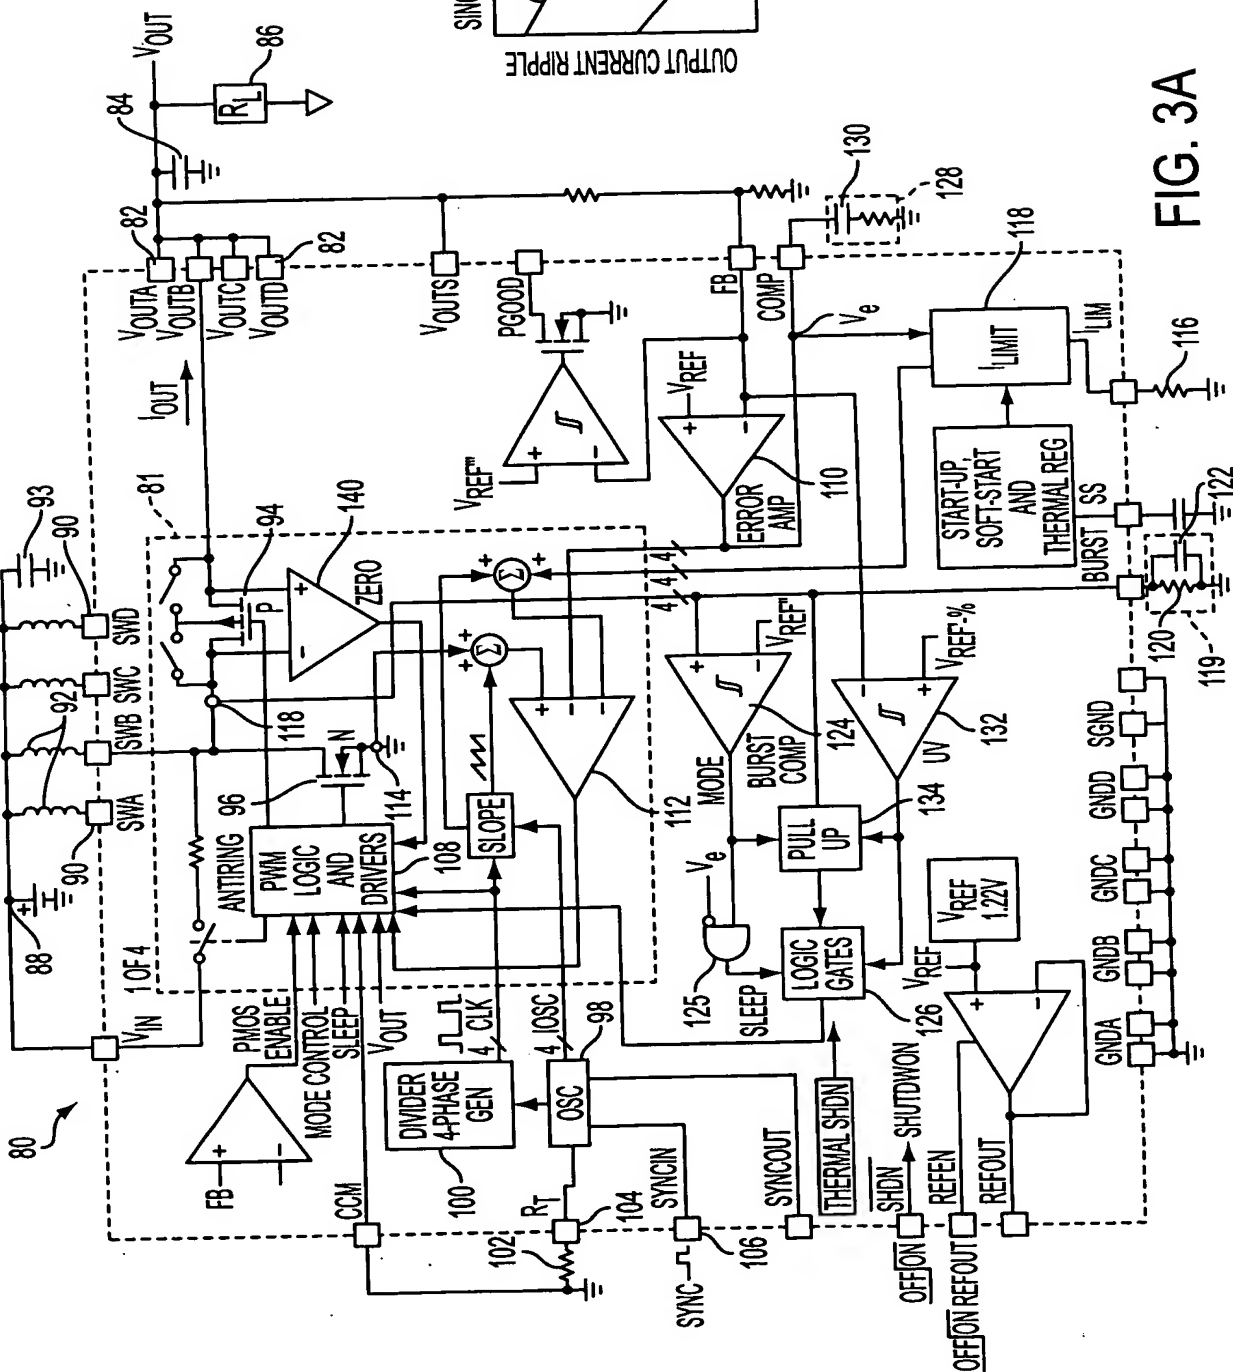 SING
OUTPUT CURRENT RIPPLE
FIG. 3A
80
88
90
SWA
SWB
92
SWC
SWD
90
93
81
VIN
1 OF 4
ANTIRING
PWM
LOGIC
AND
DRIVERS
108
96
N
114
118
P
94
140
ZERO
IOUT
VOUTA
VOUTB
VOUTC
VOUTD
82
82
84
VOUT
RL
86
FB
+
−
PMOS
ENABLE
MODE CONTROL
SLEEP
VOUT
CCM
DIVIDER
4-PHASE
GEN
100
4
CLK
4
IOSC
OSC
98
RT
102
104
SYNC
SYNCIN
106
SYNCOUT
SLOPE
Σ
+
+
Σ
+
+
+
−
−
112
4
4
4
ERROR
AMP
110
+
−
VREF
VREF'''
+
−
PGOOD
VOUTS
FB
COMP
130
128
Ve
118
ILIMIT
ILIM
116
START-UP,
SOFT-START
AND
THERMAL REG
SS
BURST
122
120
119
MODE
BURST
COMP
124
+
−
VREF''
UV
132
−
+
VREF-%
Ve
125
SLEEP
PULL
UP
134
LOGIC
GATES
126
THERMAL SHDN
SHDN
SHUTDWON
OFF ON
REFEN
OFF ON REFOUT
REFOUT
VREF
VREF
1.22V
+
−
GNDA
GNDB
GNDC
GNDD
SGND